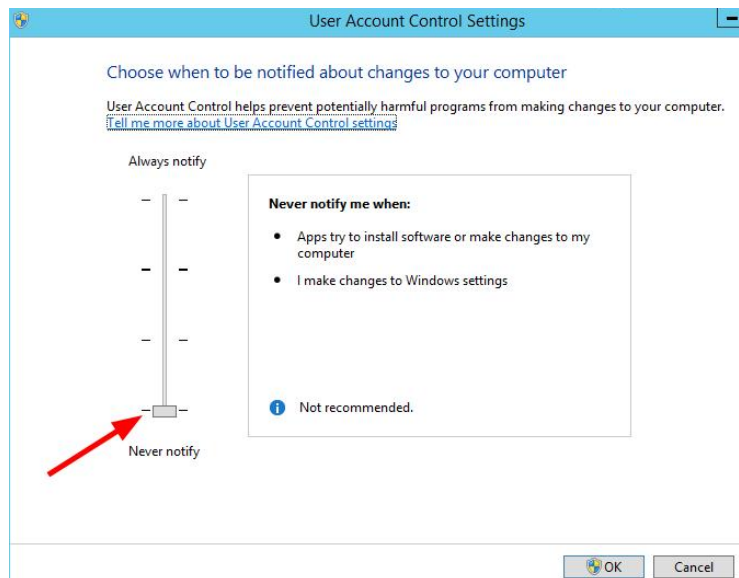 User Account Control Settings
Choose when to be notified about changes to your computer
User Account Control helps prevent potentially harmful programs from making changes to your computer.
Tell me more about User Account Control settings
Always notify
Never notify me when:
• Apps try to install software or make changes to my
computer
• I make changes to Windows settings
Not recommended.
Never notify
OK Cancel